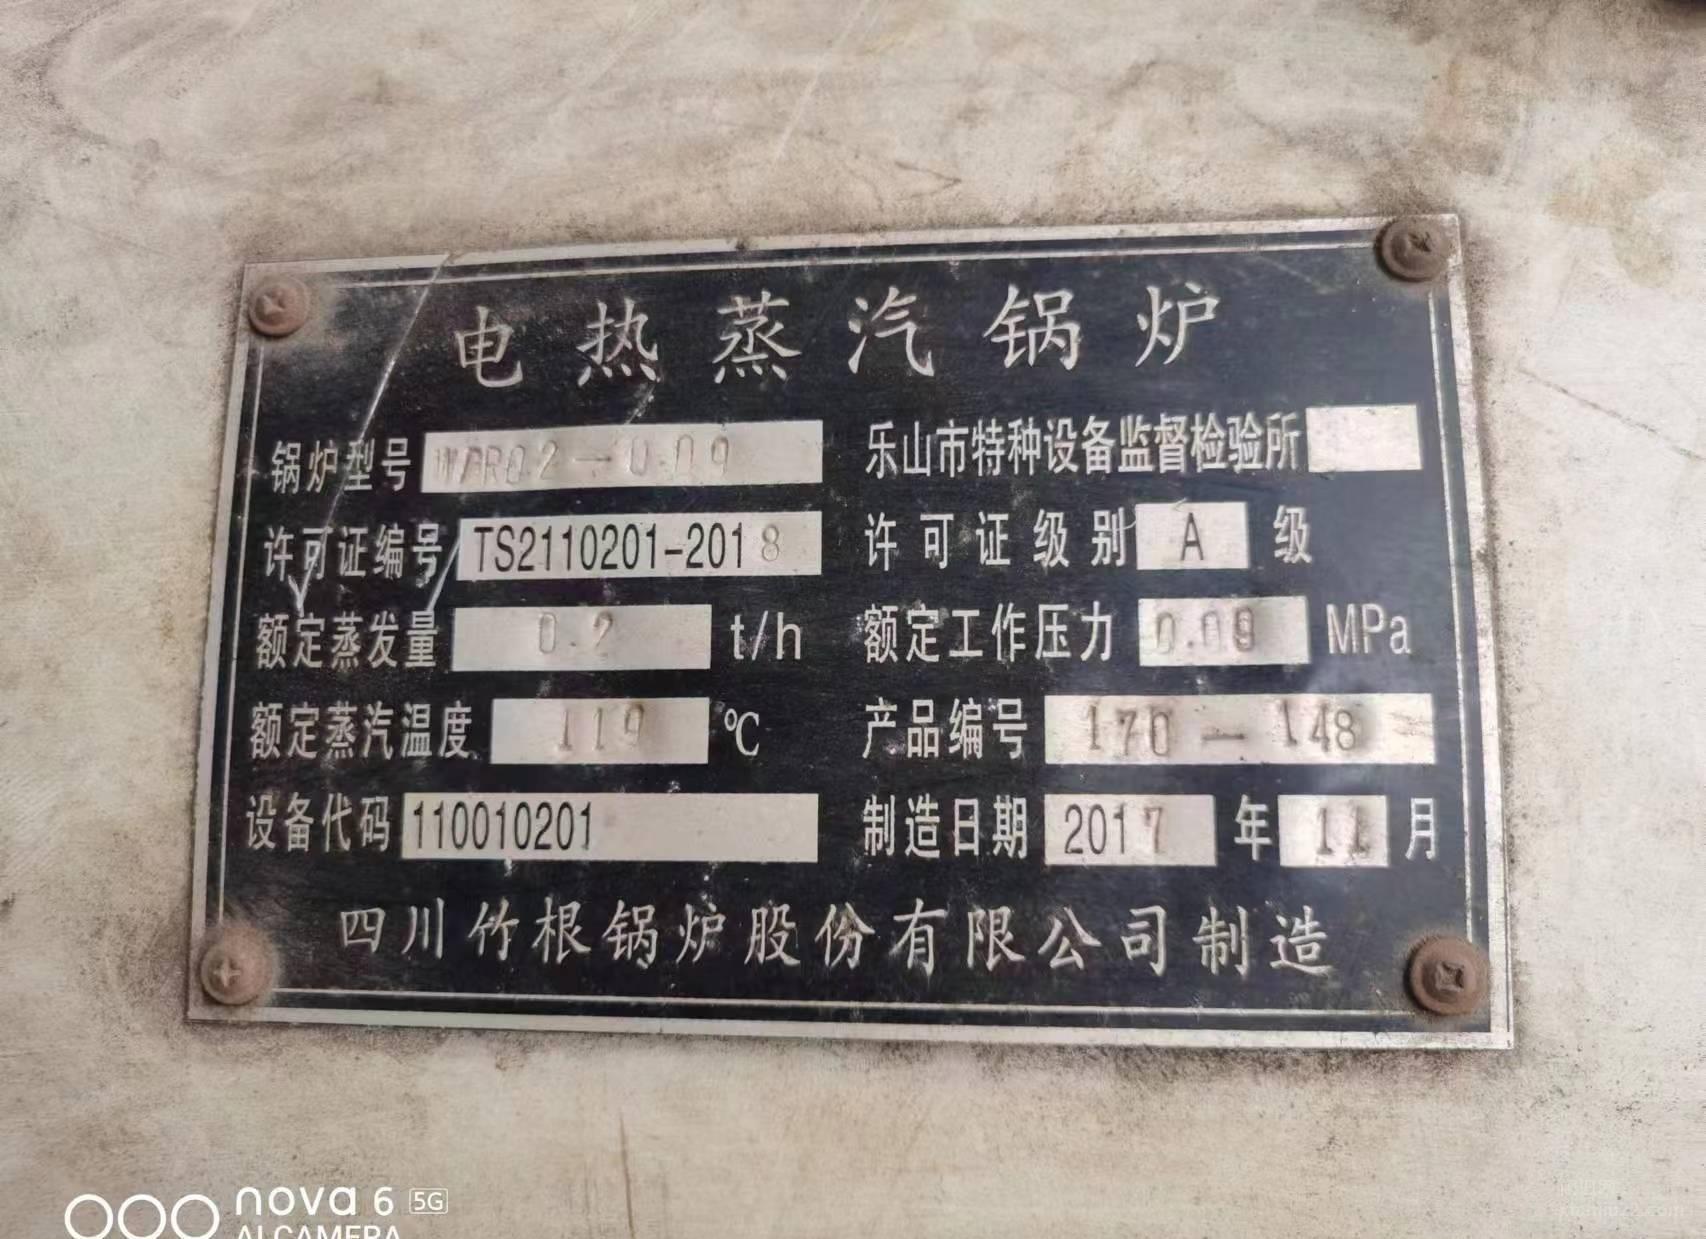 电热蒸汽锅炉
锅炉型号 WDR0.2-0.09 乐山市特种设备监督检验所
许可证编号 TS2110201-2018 许可证级别 A 级
额定蒸发量 0.2 t/h 额定工作压力 0.09 MPa
额定蒸汽温度 119 ℃ 产品编号 170-148
设备代码 110010201 制造日期 2017 年 11 月
四川竹根锅炉股份有限公司制造
nova 6 5G
AI CAMERA